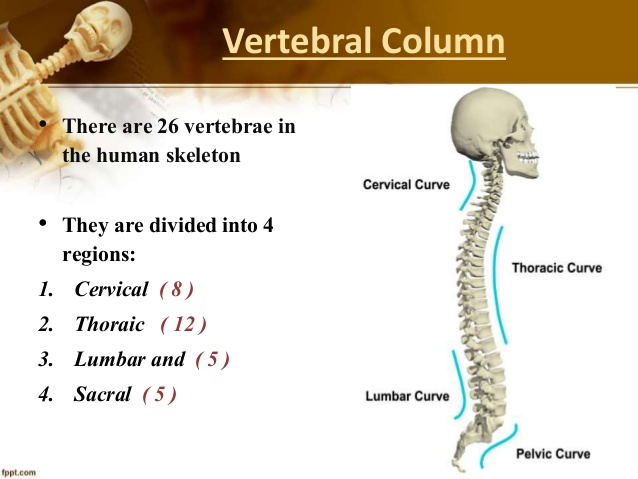 Vertebral Column
• There are 26 vertebrae in
the human skeleton
• They are divided into 4
regions:
1. Cervical ( 8 )
2. Thoraic ( 12 )
3. Lumbar and ( 5 )
4. Sacral ( 5 )
Cervical Curve
Thoracic Curve
Lumbar Curve
Pelvic Curve
fppt.com